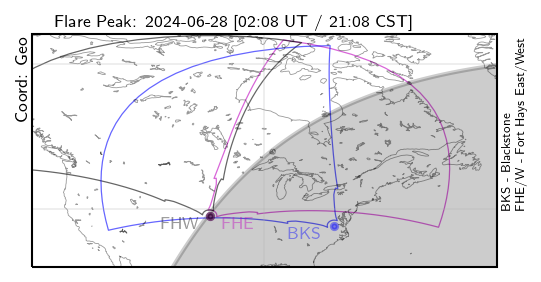 Flare Peak: 2024-06-28 [02:08 UT / 21:08 CST]
Coord: Geo
FHW
FHE
BKS
BKS - Blackstone
FHE/W - Fort Hays East/West